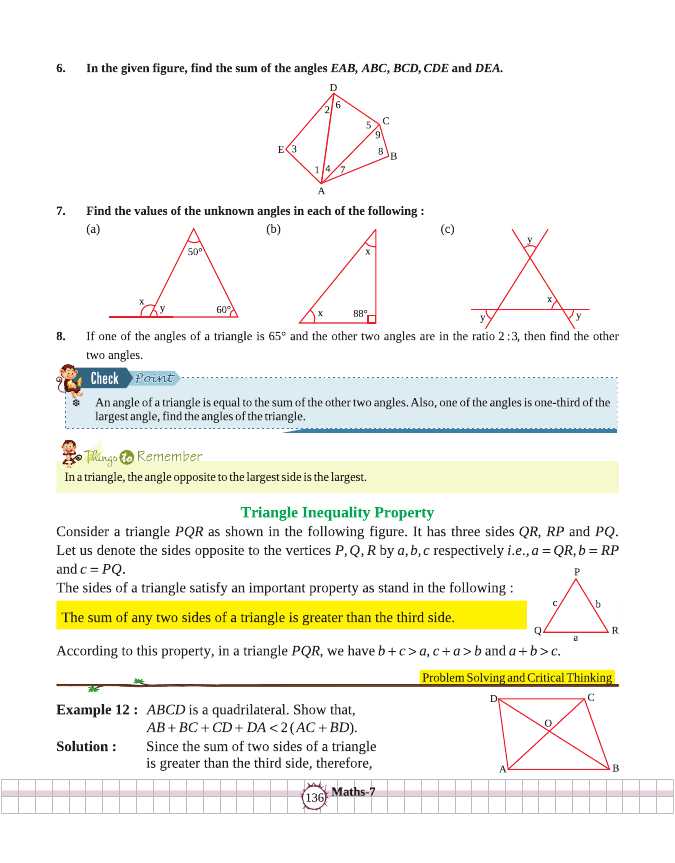 6. In the given figure, find the sum of the angles EAB, ABC, BCD, CDE and DEA.
D
2 6
5 C
9
E 3
8 B
1 4 7
A
7. Find the values of the unknown angles in each of the following :
(a) (b) (c)
50°
x
y
60°
x
x
88°
y
x
y
y
8. If one of the angles of a triangle is 65° and the other two angles are in the ratio 2 : 3, then find the other
two angles.
Check Point
❄ An angle of a triangle is equal to the sum of the other two angles. Also, one of the angles is one-third of the
largest angle, find the angles of the triangle.
Things to Remember
In a triangle, the angle opposite to the largest side is the largest.
Triangle Inequality Property
Consider a triangle PQR as shown in the following figure. It has three sides QR, RP and PQ.
Let us denote the sides opposite to the vertices P, Q, R by a, b, c respectively i.e., a = QR, b = RP
and c = PQ.
The sides of a triangle satisfy an important property as stand in the following :
P
c b
Q R
a
The sum of any two sides of a triangle is greater than the third side.
According to this property, in a triangle PQR, we have b + c > a, c + a > b and a + b > c.
Problem Solving and Critical Thinking
Example 12 : ABCD is a quadrilateral. Show that,
AB + BC + CD + DA < 2 (AC + BD).
Solution : Since the sum of two sides of a triangle
is greater than the third side, therefore,
D C
O
A B
136 Maths-7